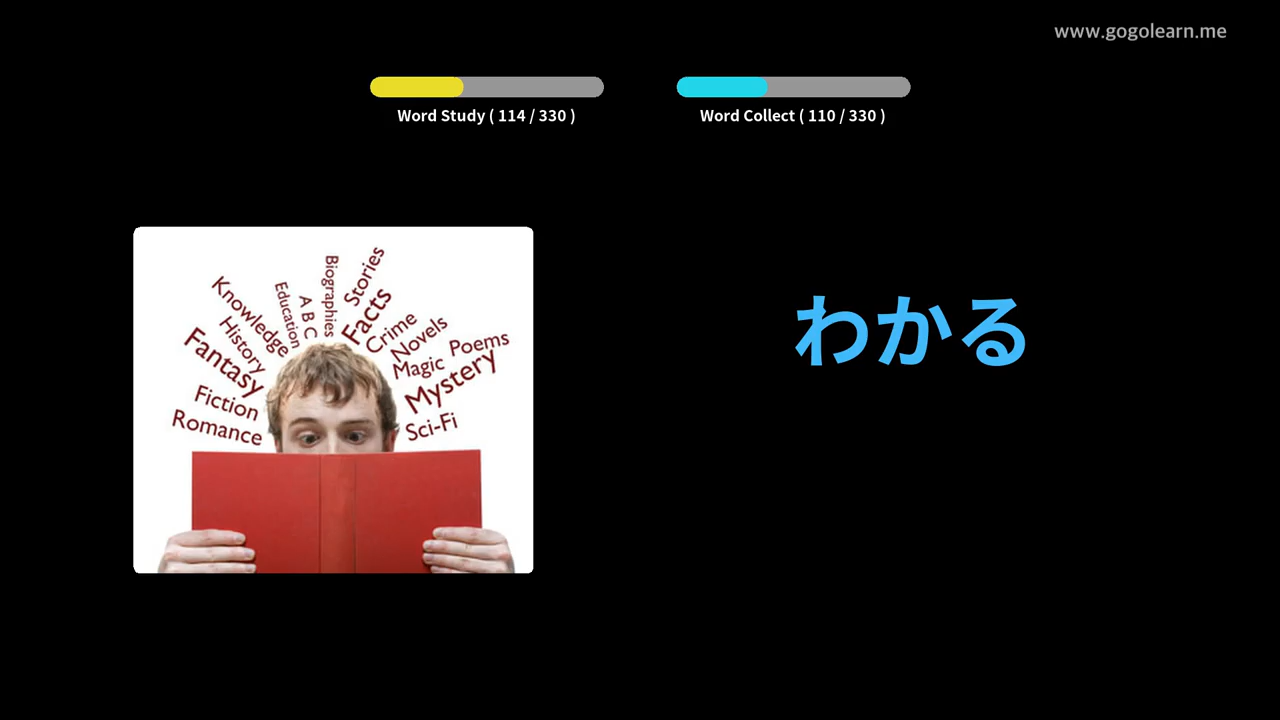 www.gogolearn.me
Word Study ( 114 / 330 )
Word Collect ( 110 / 330 )
Biographies
Stories
Education
A B C
Facts
Knowledge
History
Crime
Novels
Poems
Fantasy
Magic
Mystery
Fiction
Romance
Sci-Fi
わかる